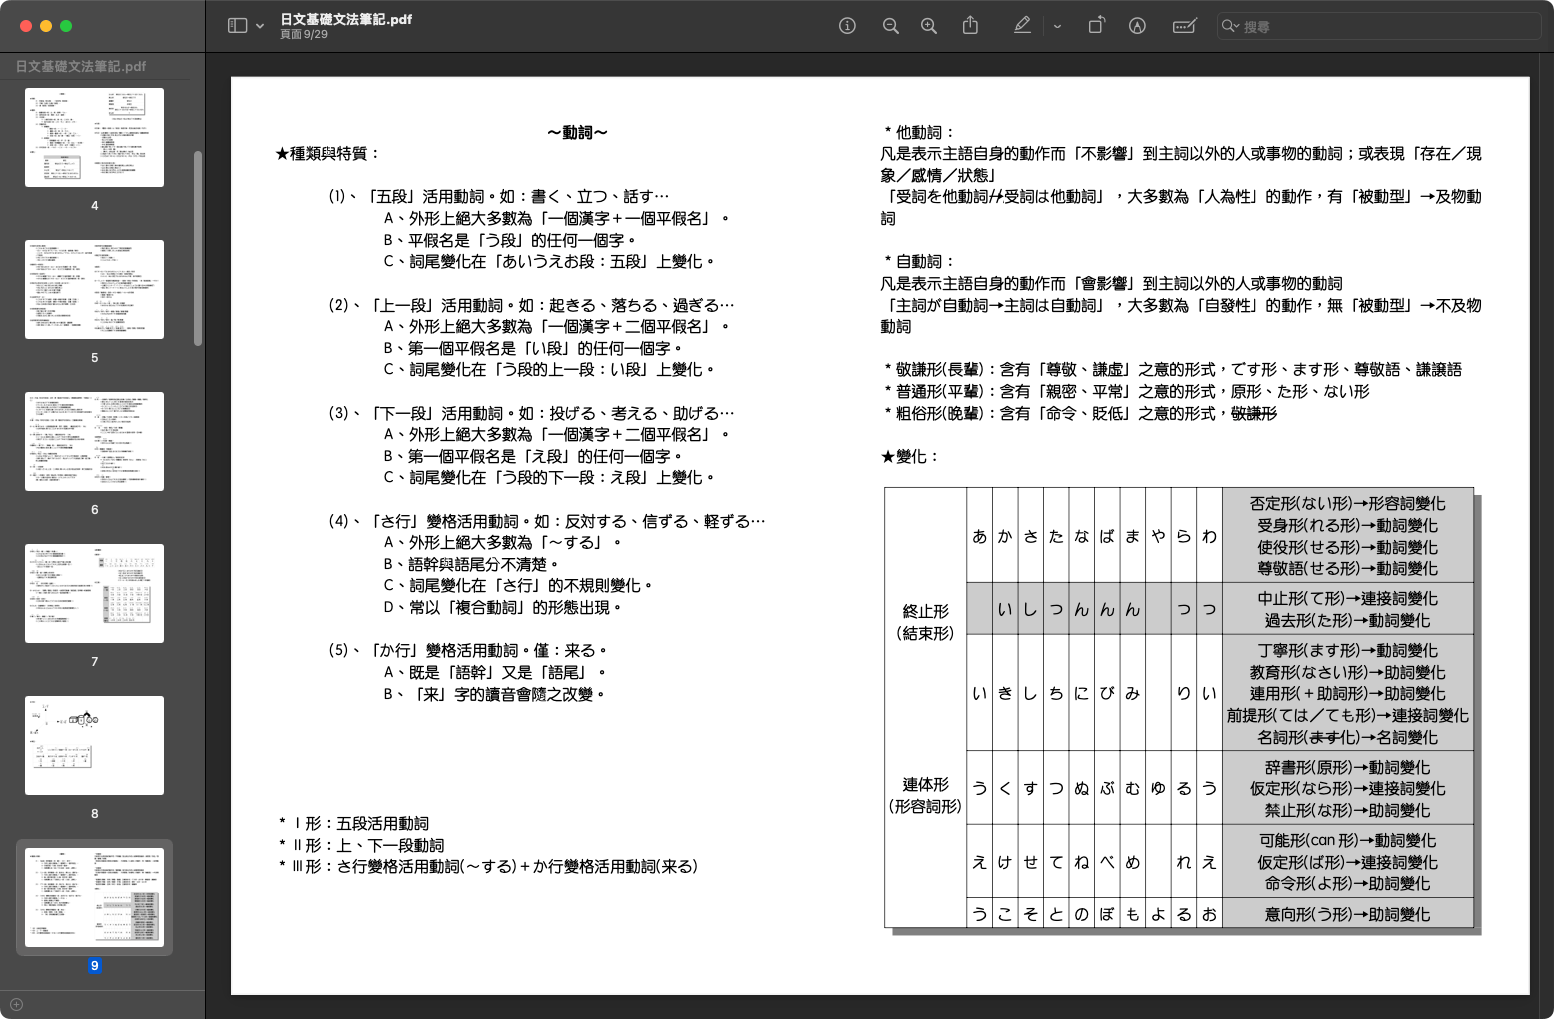 日文基礎文法筆記.pdf
頁面 9/29
搜尋
日文基礎文法筆記.pdf
4
5
6
7
8
9
～動詞～
★種類與特質：
(1)、「五段」活用動詞。如：書く、立つ、話す…
A、外形上絕大多數為「一個漢字＋一個平假名」。
B、平假名是「う段」的任何一個字。
C、詞尾變化在「あいうえお段：五段」上變化。
(2)、「上一段」活用動詞。如：起きる、落ちる、過ぎる…
A、外形上絕大多數為「一個漢字＋二個平假名」。
B、第一個平假名是「い段」的任何一個字。
C、詞尾變化在「う段的上一段：い段」上變化。
(3)、「下一段」活用動詞。如：投げる、考える、助げる…
A、外形上絕大多數為「一個漢字＋二個平假名」。
B、第一個平假名是「え段」的任何一個字。
C、詞尾變化在「う段的下一段：え段」上變化。
(4)、「さ行」變格活用動詞。如：反対する、信ずる、軽ずる…
A、外形上絕大多數為「～する」。
B、語幹與語尾分不清楚。
C、詞尾變化在「さ行」的不規則變化。
D、常以「複合動詞」的形態出現。
(5)、「か行」變格活用動詞。僅：来る。
A、既是「語幹」又是「語尾」。
B、「来」字的讀音會隨之改變。
* Ⅰ形：五段活用動詞
* Ⅱ形：上、下一段動詞
* Ⅲ形：さ行變格活用動詞(～する)＋か行變格活用動詞(来る)
* 他動詞：
凡是表示主語自身的動作而「不影響」到主詞以外的人或事物的動詞；或表現「存在／現
象／感情／狀態」
「受詞を他動詞↛受詞は他動詞」，大多數為「人為性」的動作，有「被動型」→及物動
詞
* 自動詞：
凡是表示主語自身的動作而「會影響」到主詞以外的人或事物的動詞
「主詞が自動詞→主詞は自動詞」，大多數為「自發性」的動作，無「被動型」→不及物
動詞
* 敬謙形(長輩)：含有「尊敬、謙虛」之意的形式，です形、ます形、尊敬語、謙譲語
* 普通形(平輩)：含有「親密、平常」之意的形式，原形、た形、ない形
* 粗俗形(晚輩)：含有「命令、貶低」之意的形式，敬謙形
★變化：
終止形
(結束形)
連体形
(形容詞形)
あ か さ た な ば ま や ら わ
否定形(ない形)→形容詞變化
受身形(れる形)→動詞變化
使役形(せる形)→動詞變化
尊敬語(せる形)→動詞變化
い し つ ん ん ん つ つ
中止形(て形)→連接詞變化
過去形(た形)→動詞變化
い き し ち に び み り い
丁寧形(ます形)→動詞變化
教育形(なさい形)→助詞變化
連用形(＋助詞形)→助詞變化
前提形(ては／ても形)→連接詞變化
名詞形(ます化)→名詞變化
う く す つ ぬ ぶ む ゆ る う
辞書形(原形)→動詞變化
仮定形(なら形)→連接詞變化
禁止形(な形)→助詞變化
え け せ て ね べ め れ え
可能形(can 形)→動詞變化
仮定形(ば形)→連接詞變化
命令形(よ形)→助詞變化
う こ そ と の ぼ も よ る お
意向形(う形)→助詞變化